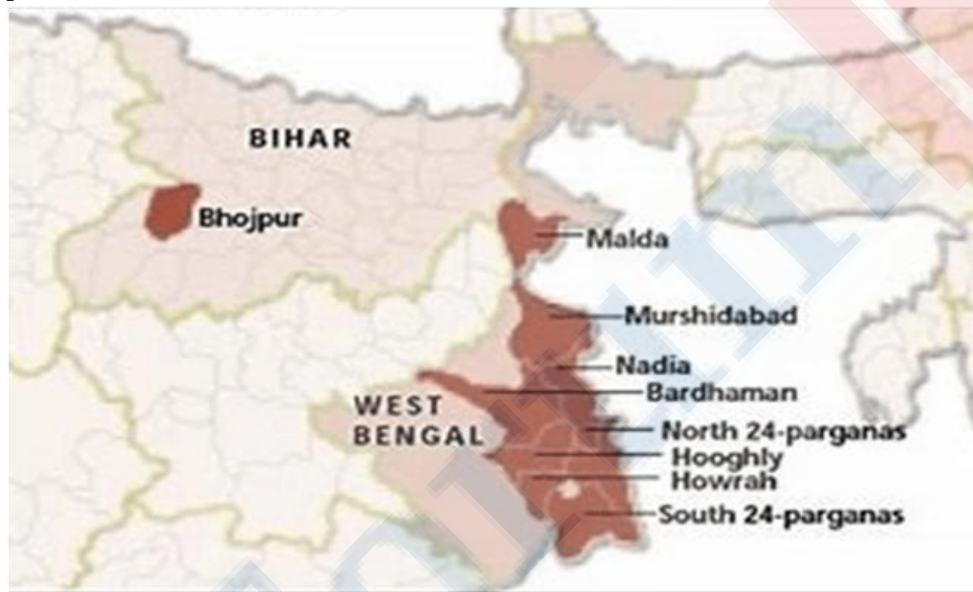 BIHAR
Bhojpur
Malda
Murshidabad
Nadia
Bardhaman
WEST
BENGAL
North 24-parganas
Hooghly
Howrah
South 24-parganas